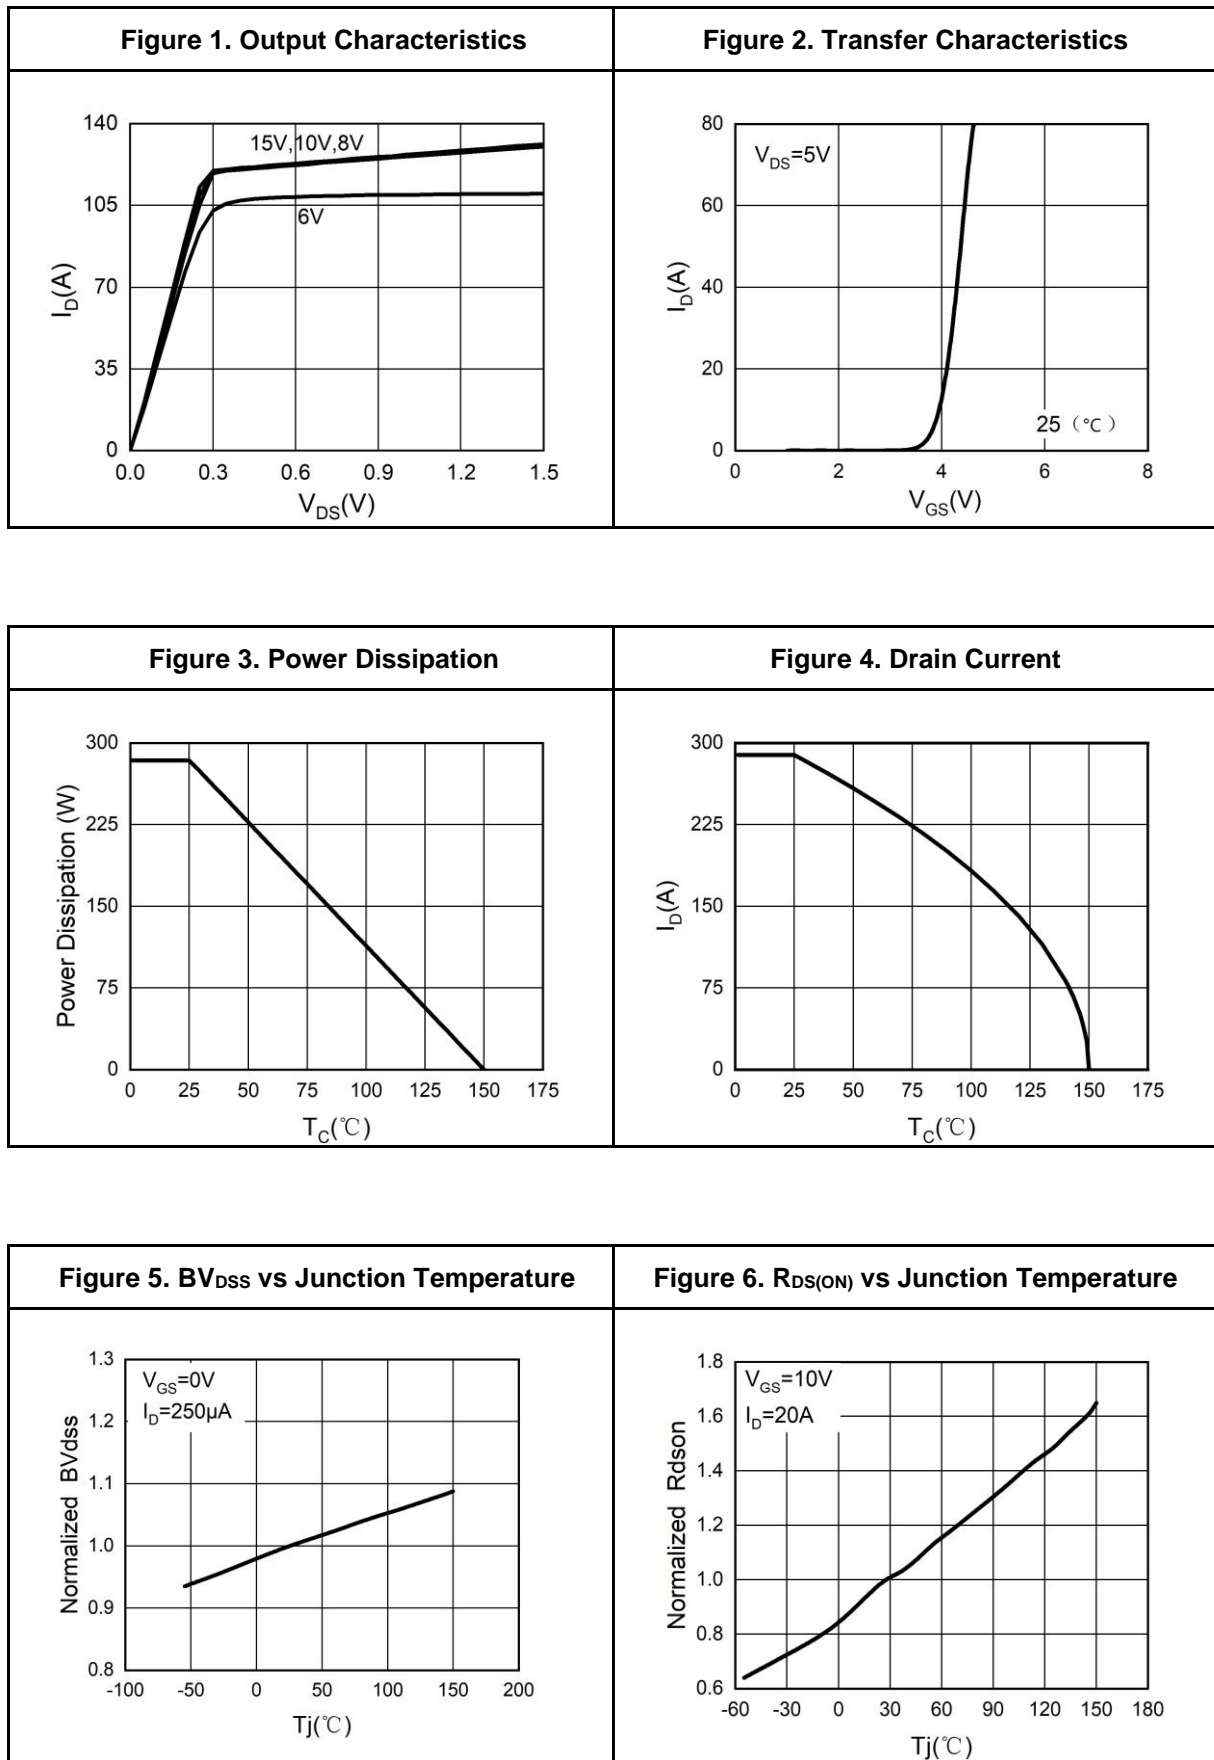 Figure 1. Output Characteristics
Figure 2. Transfer Characteristics
140
105
70
35
0
I_D(A)
15V,10V,8V
6V
0.0 0.3 0.6 0.9 1.2 1.5
V_DS(V)
80
60
40
20
0
I_D(A)
V_DS=5V
25（℃）
0 2 4 6 8
V_GS(V)
Figure 3. Power Dissipation
Figure 4. Drain Current
300
225
150
75
0
Power Dissipation (W)
0 25 50 75 100 125 150 175
T_C(℃)
300
225
150
75
0
I_D(A)
0 25 50 75 100 125 150 175
T_C(℃)
Figure 5. BV_DSS vs Junction Temperature
Figure 6. R_DS(ON) vs Junction Temperature
1.3
1.2
1.1
1.0
0.9
0.8
Normalized BVdss
V_GS=0V
I_D=250μA
-100 -50 0 50 100 150 200
Tj(℃)
1.8
1.6
1.4
1.2
1.0
0.8
0.6
Normalized Rdson
V_GS=10V
I_D=20A
-60 -30 0 30 60 90 120 150 180
Tj(℃)